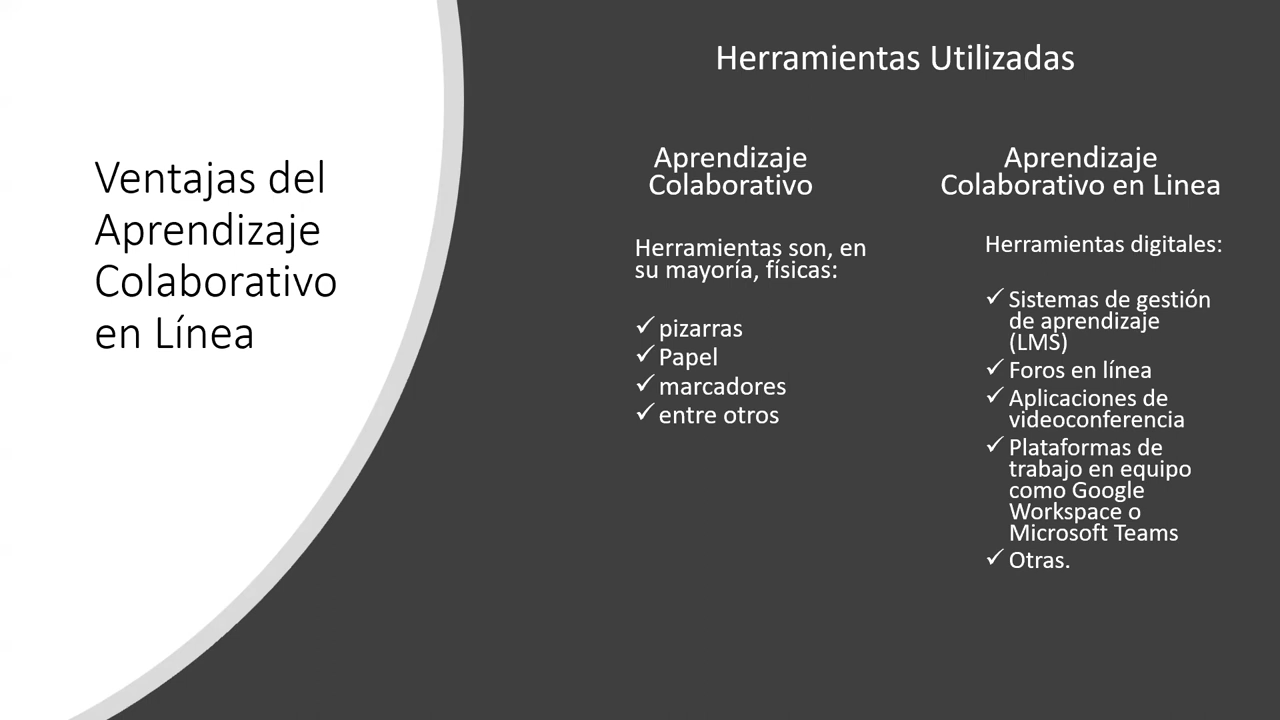 Ventajas del
Aprendizaje
Colaborativo
en Línea
Herramientas Utilizadas
Aprendizaje
Colaborativo
Herramientas son, en
su mayoría, físicas:
✓ pizarras
✓ Papel
✓ marcadores
✓ entre otros
Aprendizaje
Colaborativo en Linea
Herramientas digitales:
✓ Sistemas de gestión
de aprendizaje
(LMS)
✓ Foros en línea
✓ Aplicaciones de
videoconferencia
✓ Plataformas de
trabajo en equipo
como Google
Workspace o
Microsoft Teams
✓ Otras.